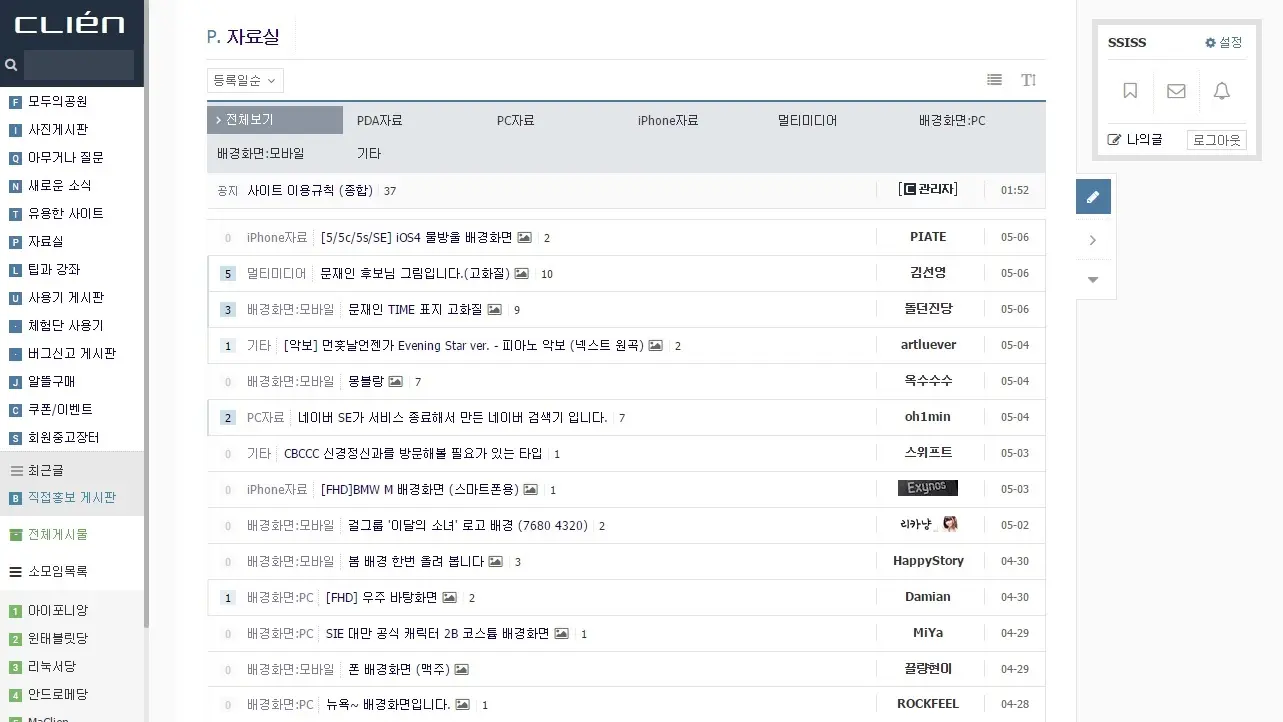 CLIéN
F 모두의공원
I 사진게시판
Q 아무거나 질문
N 새로운 소식
T 유용한 사이트
P 자료실
L 팁과 강좌
U 사용기 게시판
· 체험단 사용기
· 버그신고 게시판
J 알뜰구매
C 쿠폰/이벤트
S 회원중고장터
최근글
B 직접홍보 게시판
전체게시물
소모임목록
1 아이포니앙
2 윈태블릿당
3 리눅서당
4 안드로메당
MaClien
P. 자료실
등록일순
> 전체보기 PDA자료 PC자료 iPhone자료 멀티미디어 배경화면:PC
배경화면:모바일 기타
공지 사이트 이용규칙 (종합) 37 [C 관리자] 01:52
0 iPhone자료 [5/5c/5s/SE] iOS4 물방울 배경화면 2 PIATE 05-06
5 멀티미디어 문재인 후보님 그림입니다.(고화질) 10 김선영 05-06
3 배경화면:모바일 문재인 TIME 표지 고화질 9 돌던진당 05-06
1 기타 [악보] 먼훗날언젠가 Evening Star ver. - 피아노 악보 (넥스트 원곡) 2 artluever 05-04
0 배경화면:모바일 몽블랑 7 옥수수수 05-04
2 PC자료 네이버 SE가 서비스 종료해서 만든 네이버 검색기 입니다. 7 oh1min 05-04
0 기타 CBCCC 신경정신과를 방문해볼 필요가 있는 타입 1 스위프트 05-03
0 iPhone자료 [FHD]BMW M 배경화면 (스마트폰용) 1 Exynos 05-03
0 배경화면:모바일 걸그룹 '이달의 소녀' 로고 배경 (7680 4320) 2 리카냥 05-02
0 배경화면:모바일 봄 배경 한번 올려 봅니다 3 HappyStory 04-30
1 배경화면:PC [FHD] 우주 바탕화면 2 Damian 04-30
0 배경화면:PC SIE 대만 공식 캐릭터 2B 코스튬 배경화면 1 MiYa 04-29
0 배경화면:모바일 폰 배경화면 (맥주) 끌량현이 04-29
0 배경화면:PC 뉴욕~ 배경화면입니다. 1 ROCKFEEL 04-28
SSISS 설정
나의글 로그아웃